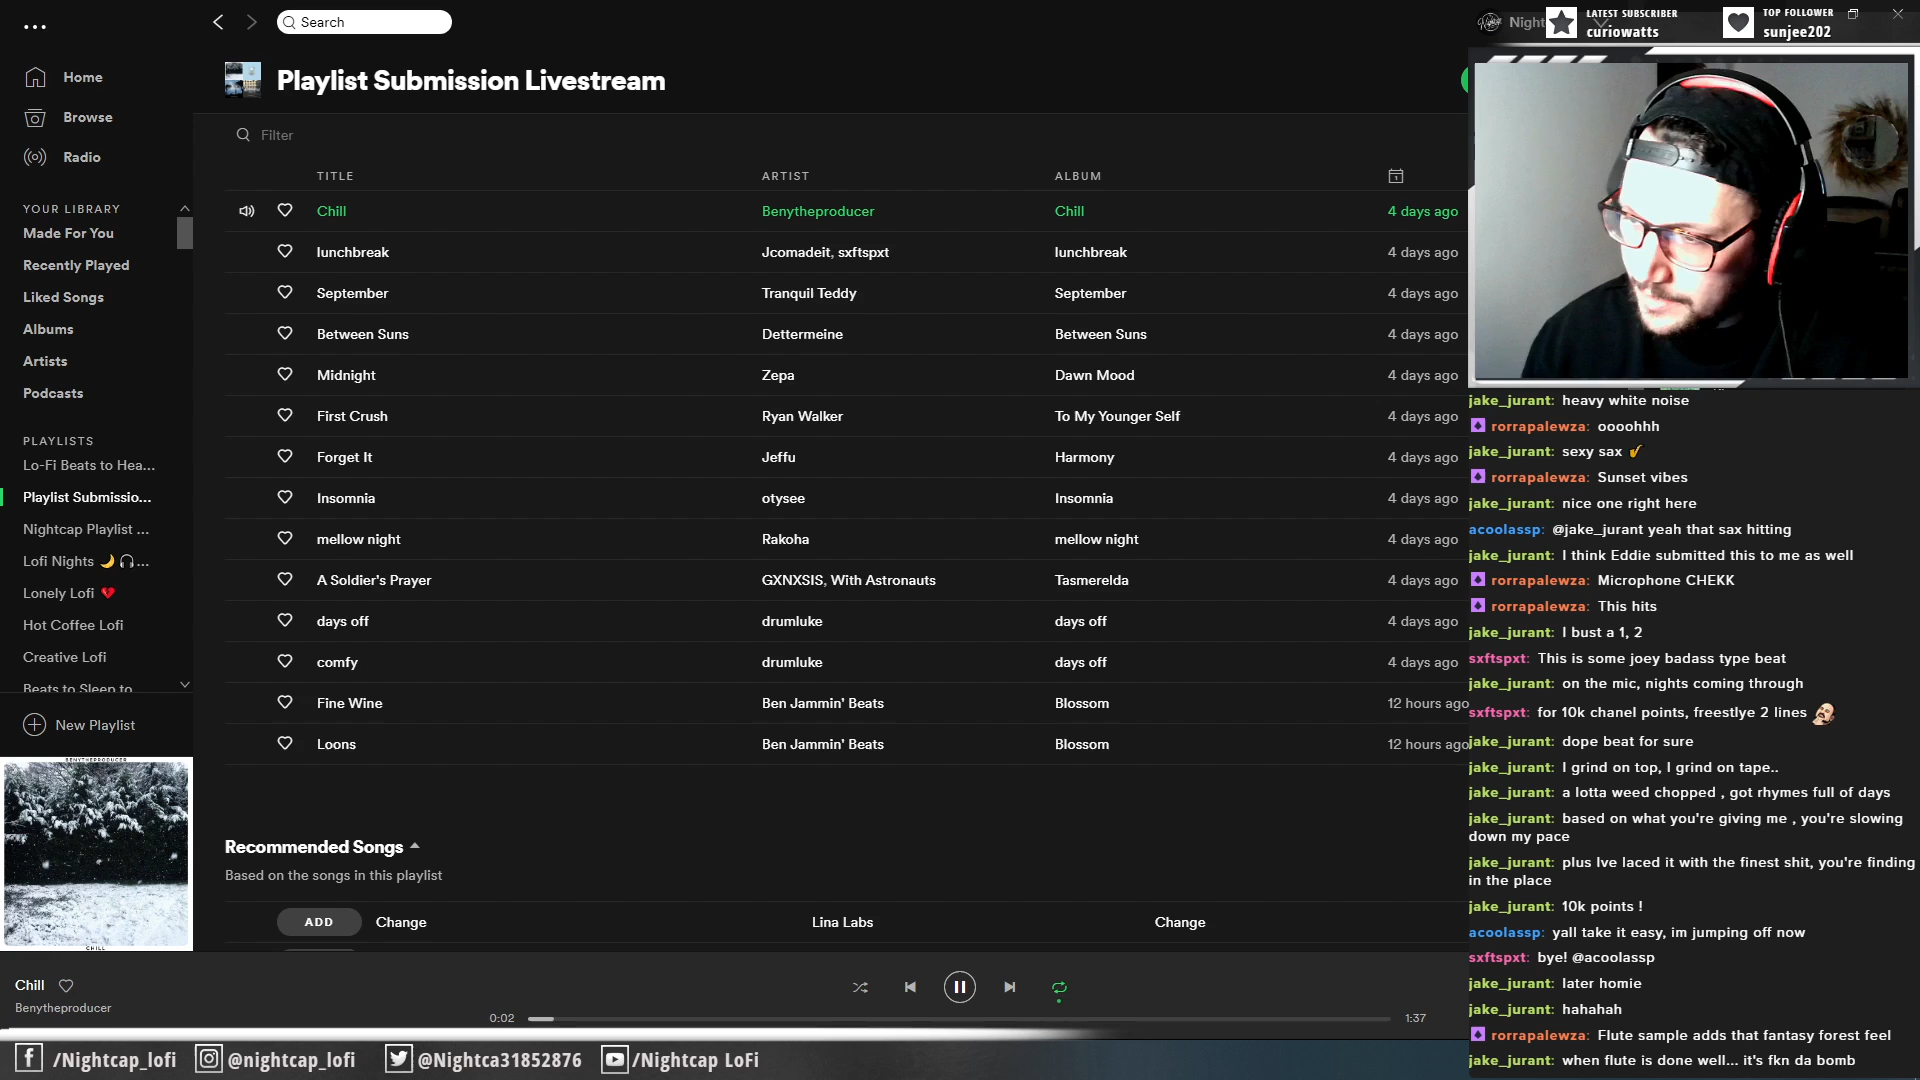 Search
Home
Browse
Radio
YOUR LIBRARY
Made For You
Recently Played
Liked Songs
Albums
Artists
Podcasts
PLAYLISTS
Lo-Fi Beats to Hea...
Playlist Submissio...
Nightcap Playlist ...
Lofi Nights 🌙🎧...
Lonely Lofi 💔
Hot Coffee Lofi
Creative Lofi
Beats to Sleep to
New Playlist
BENYTHEPRODUCER
CHILL
Playlist Submission Livestream
Filter
TITLE ARTIST ALBUM
Chill Benytheproducer Chill 4 days ago
lunchbreak Jcomadeit, sxftspxt lunchbreak 4 days ago
September Tranquil Teddy September 4 days ago
Between Suns Dettermeine Between Suns 4 days ago
Midnight Zepa Dawn Mood 4 days ago
First Crush Ryan Walker To My Younger Self 4 days ago
Forget It Jeffu Harmony 4 days ago
Insomnia otysee Insomnia 4 days ago
mellow night Rakoha mellow night 4 days ago
A Soldier's Prayer GXNXSIS, With Astronauts Tasmerelda 4 days ago
days off drumluke days off 4 days ago
comfy drumluke days off 4 days ago
Fine Wine Ben Jammin' Beats Blossom 12 hours ago
Loons Ben Jammin' Beats Blossom 12 hours ago
Recommended Songs
Based on the songs in this playlist
ADD Change Lina Labs Change
Chill
Benytheproducer
0:02 1:37
/Nightcap_lofi @nightcap_lofi @Nightca31852876 /Nightcap LoFi
Night
LATEST SUBSCRIBER
curiowatts
TOP FOLLOWER
sunjee202
jake_jurant: heavy white noise
rorrapalewza: oooohhh
jake_jurant: sexy sax 🎷
rorrapalewza: Sunset vibes
jake_jurant: nice one right here
acoolassp: @jake_jurant yeah that sax hitting
jake_jurant: I think Eddie submitted this to me as well
rorrapalewza: Microphone CHEKK
rorrapalewza: This hits
jake_jurant: I bust a 1, 2
sxftspxt: This is some joey badass type beat
jake_jurant: on the mic, nights coming through
sxftspxt: for 10k chanel points, freestlye 2 lines
jake_jurant: dope beat for sure
jake_jurant: I grind on top, I grind on tape..
jake_jurant: a lotta weed chopped , got rhymes full of days
jake_jurant: based on what you're giving me , you're slowing
down my pace
jake_jurant: plus Ive laced it with the finest shit, you're finding
in the place
jake_jurant: 10k points !
acoolassp: yall take it easy, im jumping off now
sxftspxt: bye! @acoolassp
jake_jurant: later homie
jake_jurant: hahahah
rorrapalewza: Flute sample adds that fantasy forest feel
jake_jurant: when flute is done well... it's fkn da bomb